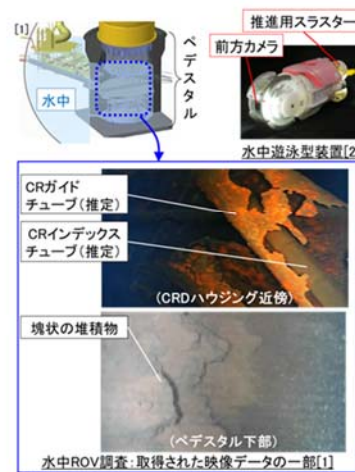 [1]
水中
ペデスタル
推進用スラスター
前方カメラ
水中遊泳型装置[2]
CRガイド
チューブ(推定)
CRインデックス
チューブ(推定)
(CRDハウジング近傍)
塊状の堆積物
(ペデスタル下部)
水中ROV調査:取得された映像データの一部[1]